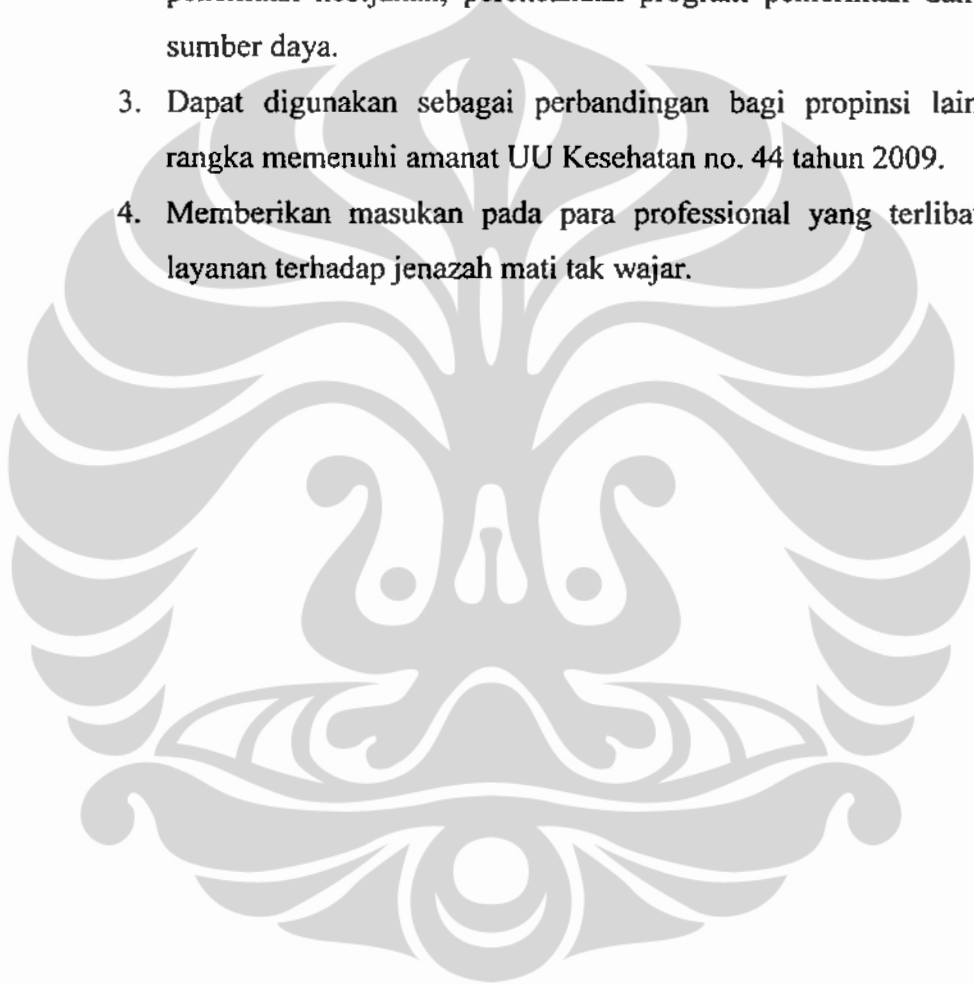 sumber daya.
3. Dapat digunakan sebagai perbandingan bagi propinsi lain
rangka memenuhi amanat UU Kesehatan no. 44 tahun 2009.
4. Memberikan masukan pada para professional yang terlibat
layanan terhadap jenazah mati tak wajar.